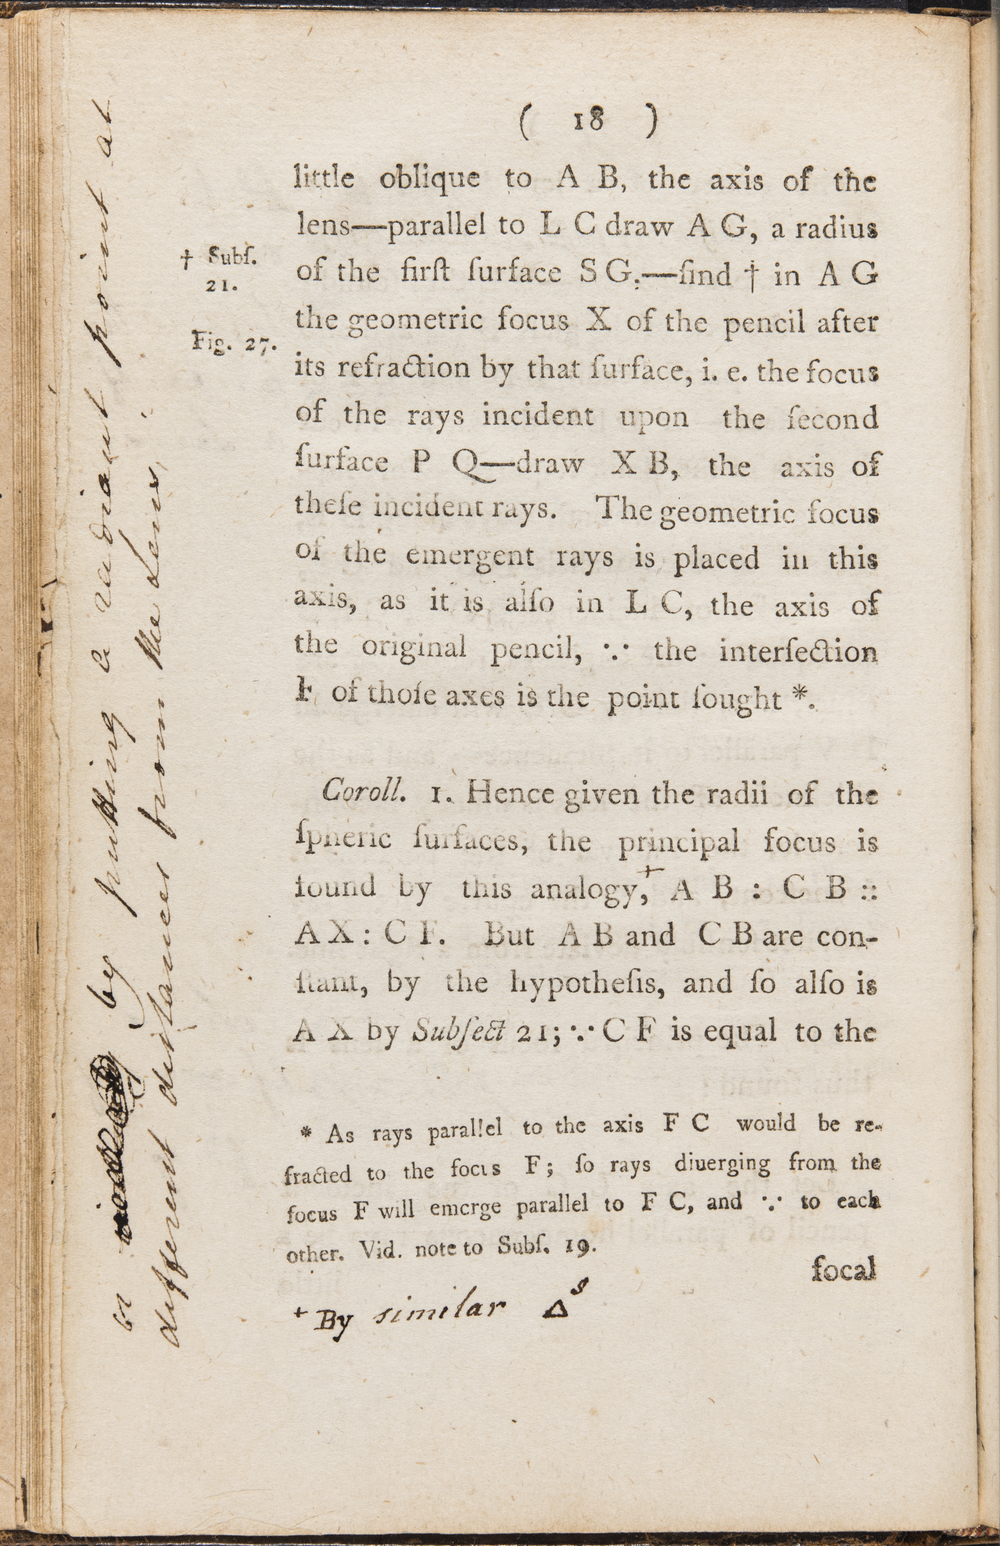 ( 18 )
little oblique to A B, the axis of the
lens—parallel to L C draw A G, a radius
† Subſ.
21.
of the firſt ſurface S G.—find † in A G
the geometric focus X of the pencil after
Fig. 27.
its refraction by that ſurface, i. e. the focus
of the rays incident upon the ſecond
ſurface P Q—draw X B, the axis of
theſe incident rays. The geometric focus
of the emergent rays is placed in this
axis, as it is alſo in L C, the axis of
the original pencil, ∵ the interſection
F of thoſe axes is the point ſought *.
Coroll. 1. Hence given the radii of the
ſpheric ſurfaces, the principal focus is
found by this analogy, + A B : C B ::
A X : C F. But A B and C B are con-
ſtant, by the hypotheſis, and ſo alſo is
A X by Subſect 21; ∵ C F is equal to the
* As rays parallel to the axis F C would be re-
fracted to the focus F; ſo rays diuerging from the
focus F will emerge parallel to F C, and ∵ to each
other. Vid. note to Subſ. 19.
focal
+ By similar Δs
or by putting a radiant point at
different distances from the Lens.